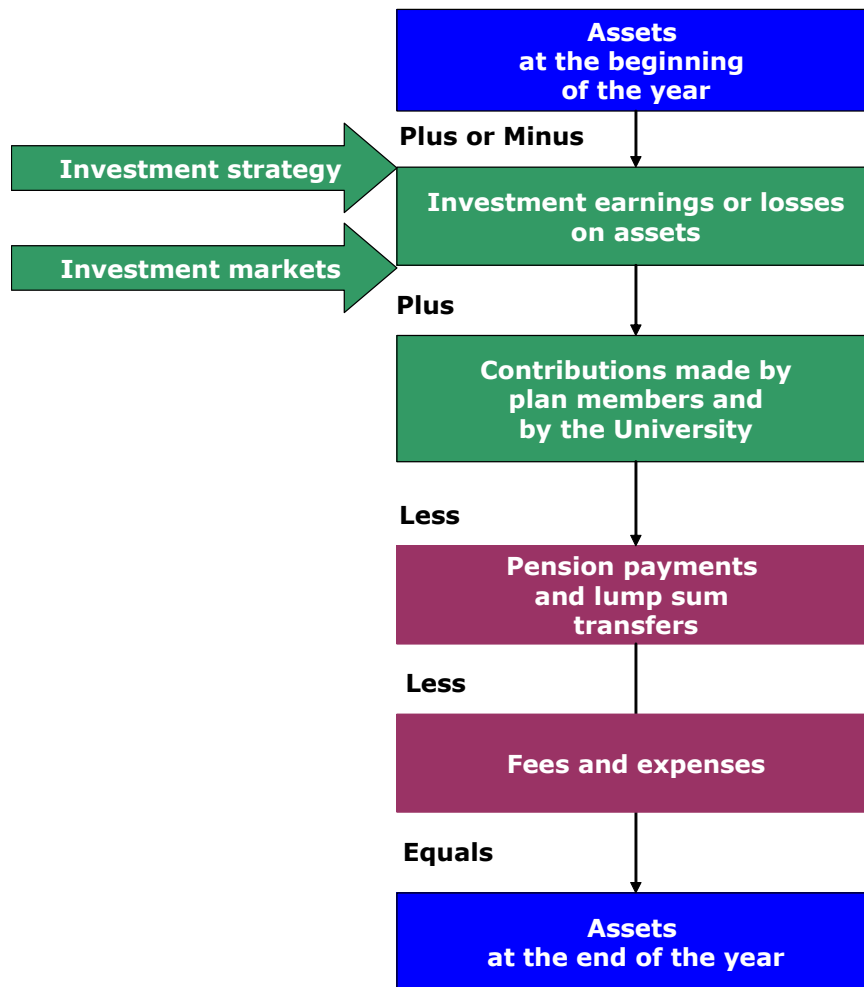 Assets
at the beginning
of the year
Plus or Minus
Investment strategy
Investment earnings or losses
on assets
Investment markets
Plus
Contributions made by
plan members and
by the University
Less
Pension payments
and lump sum
transfers
Less
Fees and expenses
Equals
Assets
at the end of the year